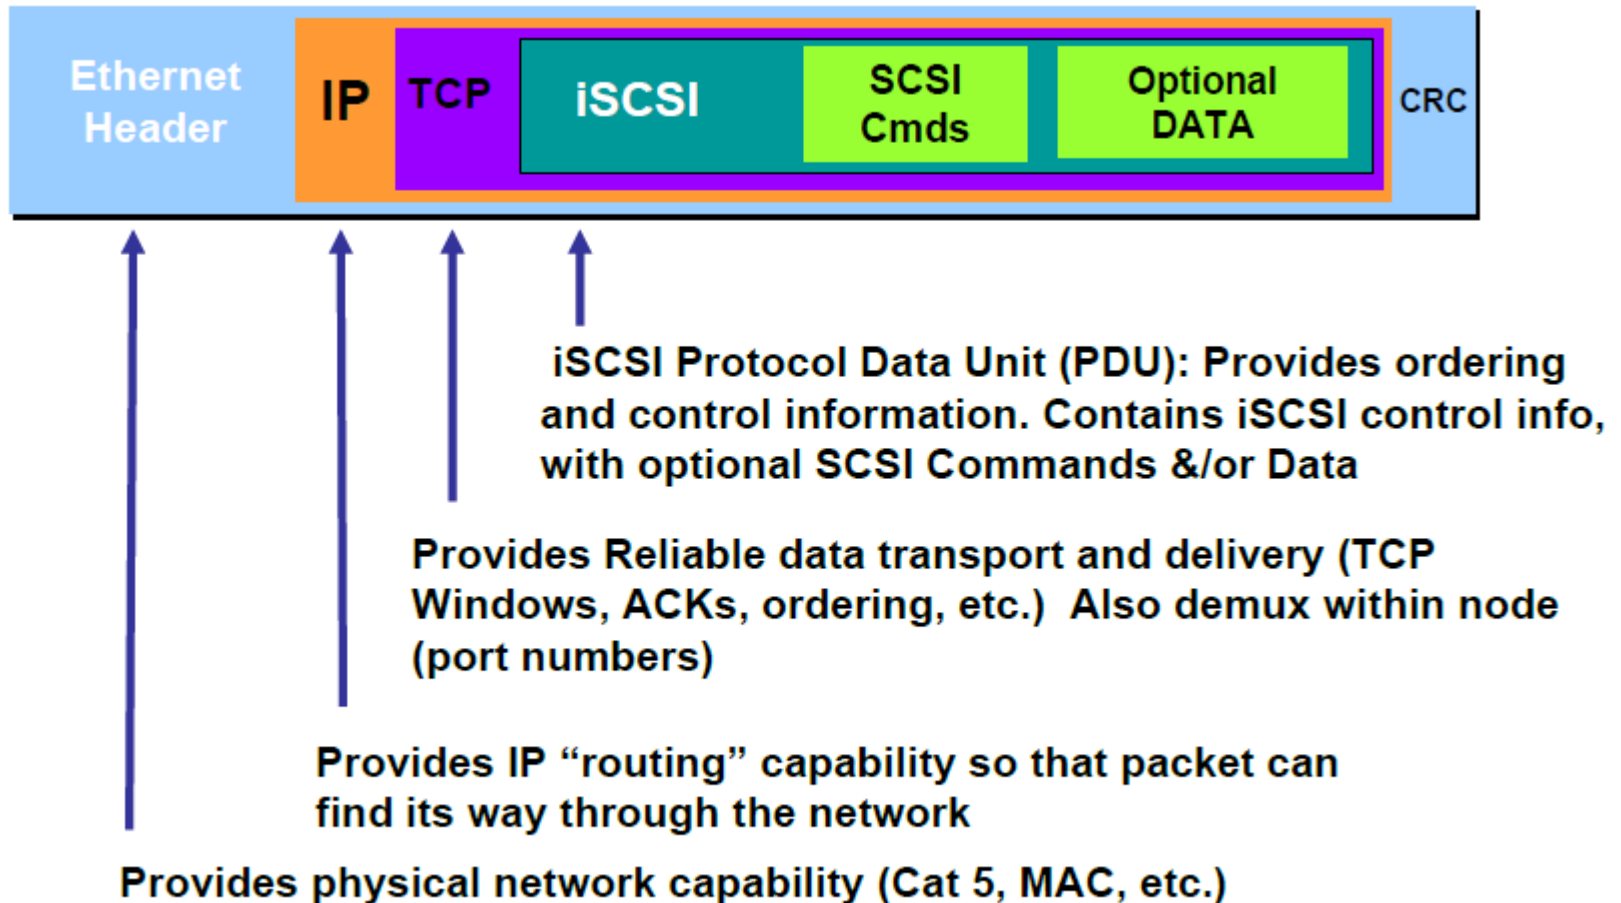 Ethernet
Header
IP
TCP
iSCSI
SCSI
Cmds
Optional
DATA
CRC
iSCSI Protocol Data Unit (PDU): Provides ordering
and control information. Contains iSCSI control info,
with optional SCSI Commands &/or Data
Provides Reliable data transport and delivery (TCP
Windows, ACKs, ordering, etc.) Also demux within node
(port numbers)
Provides IP “routing” capability so that packet can
find its way through the network
Provides physical network capability (Cat 5, MAC, etc.)